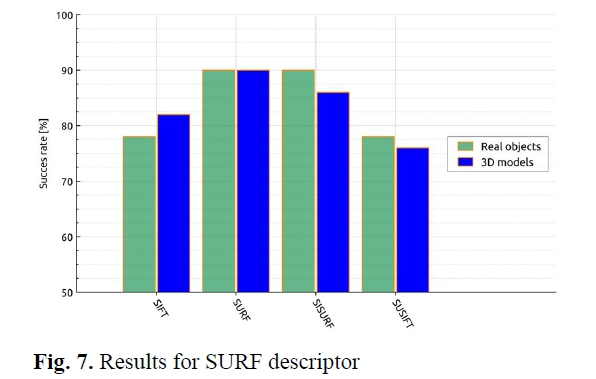 100
90
80
70
60
50
Succes rate [%]
Real objects
3D models
SIFT
SURF
SISURF
SUSIFT
Fig. 7. Results for SURF descriptor